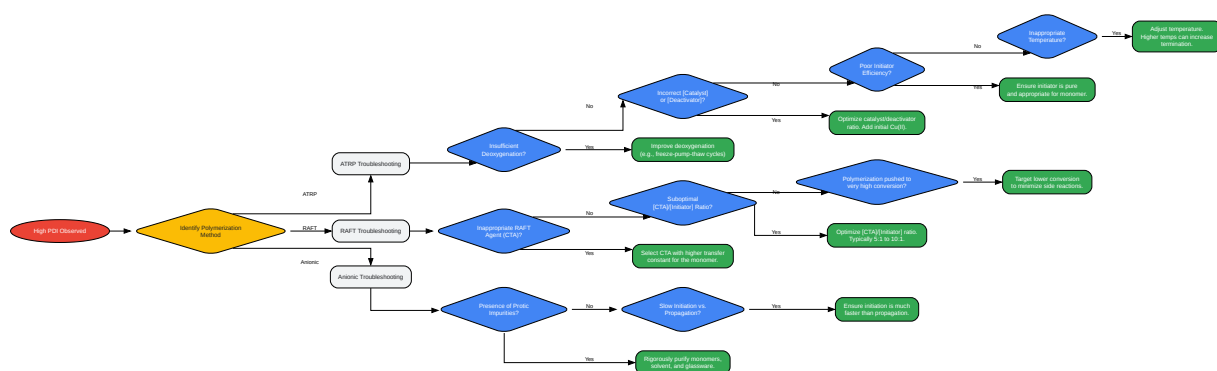 High PDI Observed
Identify Polymerization
Method
ATRP
RAFT
Anionic
ATRP Troubleshooting
Insufficient
Deoxygenation?
Yes
Improve deoxygenation
(e.g., freeze-pump-thaw cycles)
No
Incorrect [Catalyst]
or [Deactivator]?
Yes
Optimize catalyst/deactivator
ratio. Add initial Cu(II).
No
Poor Initiator
Efficiency?
Yes
Ensure initiator is pure
and appropriate for monomer.
No
Inappropriate
Temperature?
Yes
Adjust temperature.
Higher temps can increase
termination.
RAFT Troubleshooting
Inappropriate RAFT
Agent (CTA)?
Yes
Select CTA with higher transfer
constant for the monomer.
No
Suboptimal
[CTA]/[Initiator] Ratio?
Yes
Optimize [CTA]/[Initiator] ratio.
Typically 5:1 to 10:1.
No
Polymerization pushed to
very high conversion?
Yes
Target lower conversion
to minimize side reactions.
Anionic Troubleshooting
Presence of Protic
Impurities?
Yes
Rigorously purify monomers,
solvent, and glassware.
No
Slow Initiation vs.
Propagation?
Yes
Ensure initiation is much
faster than propagation.